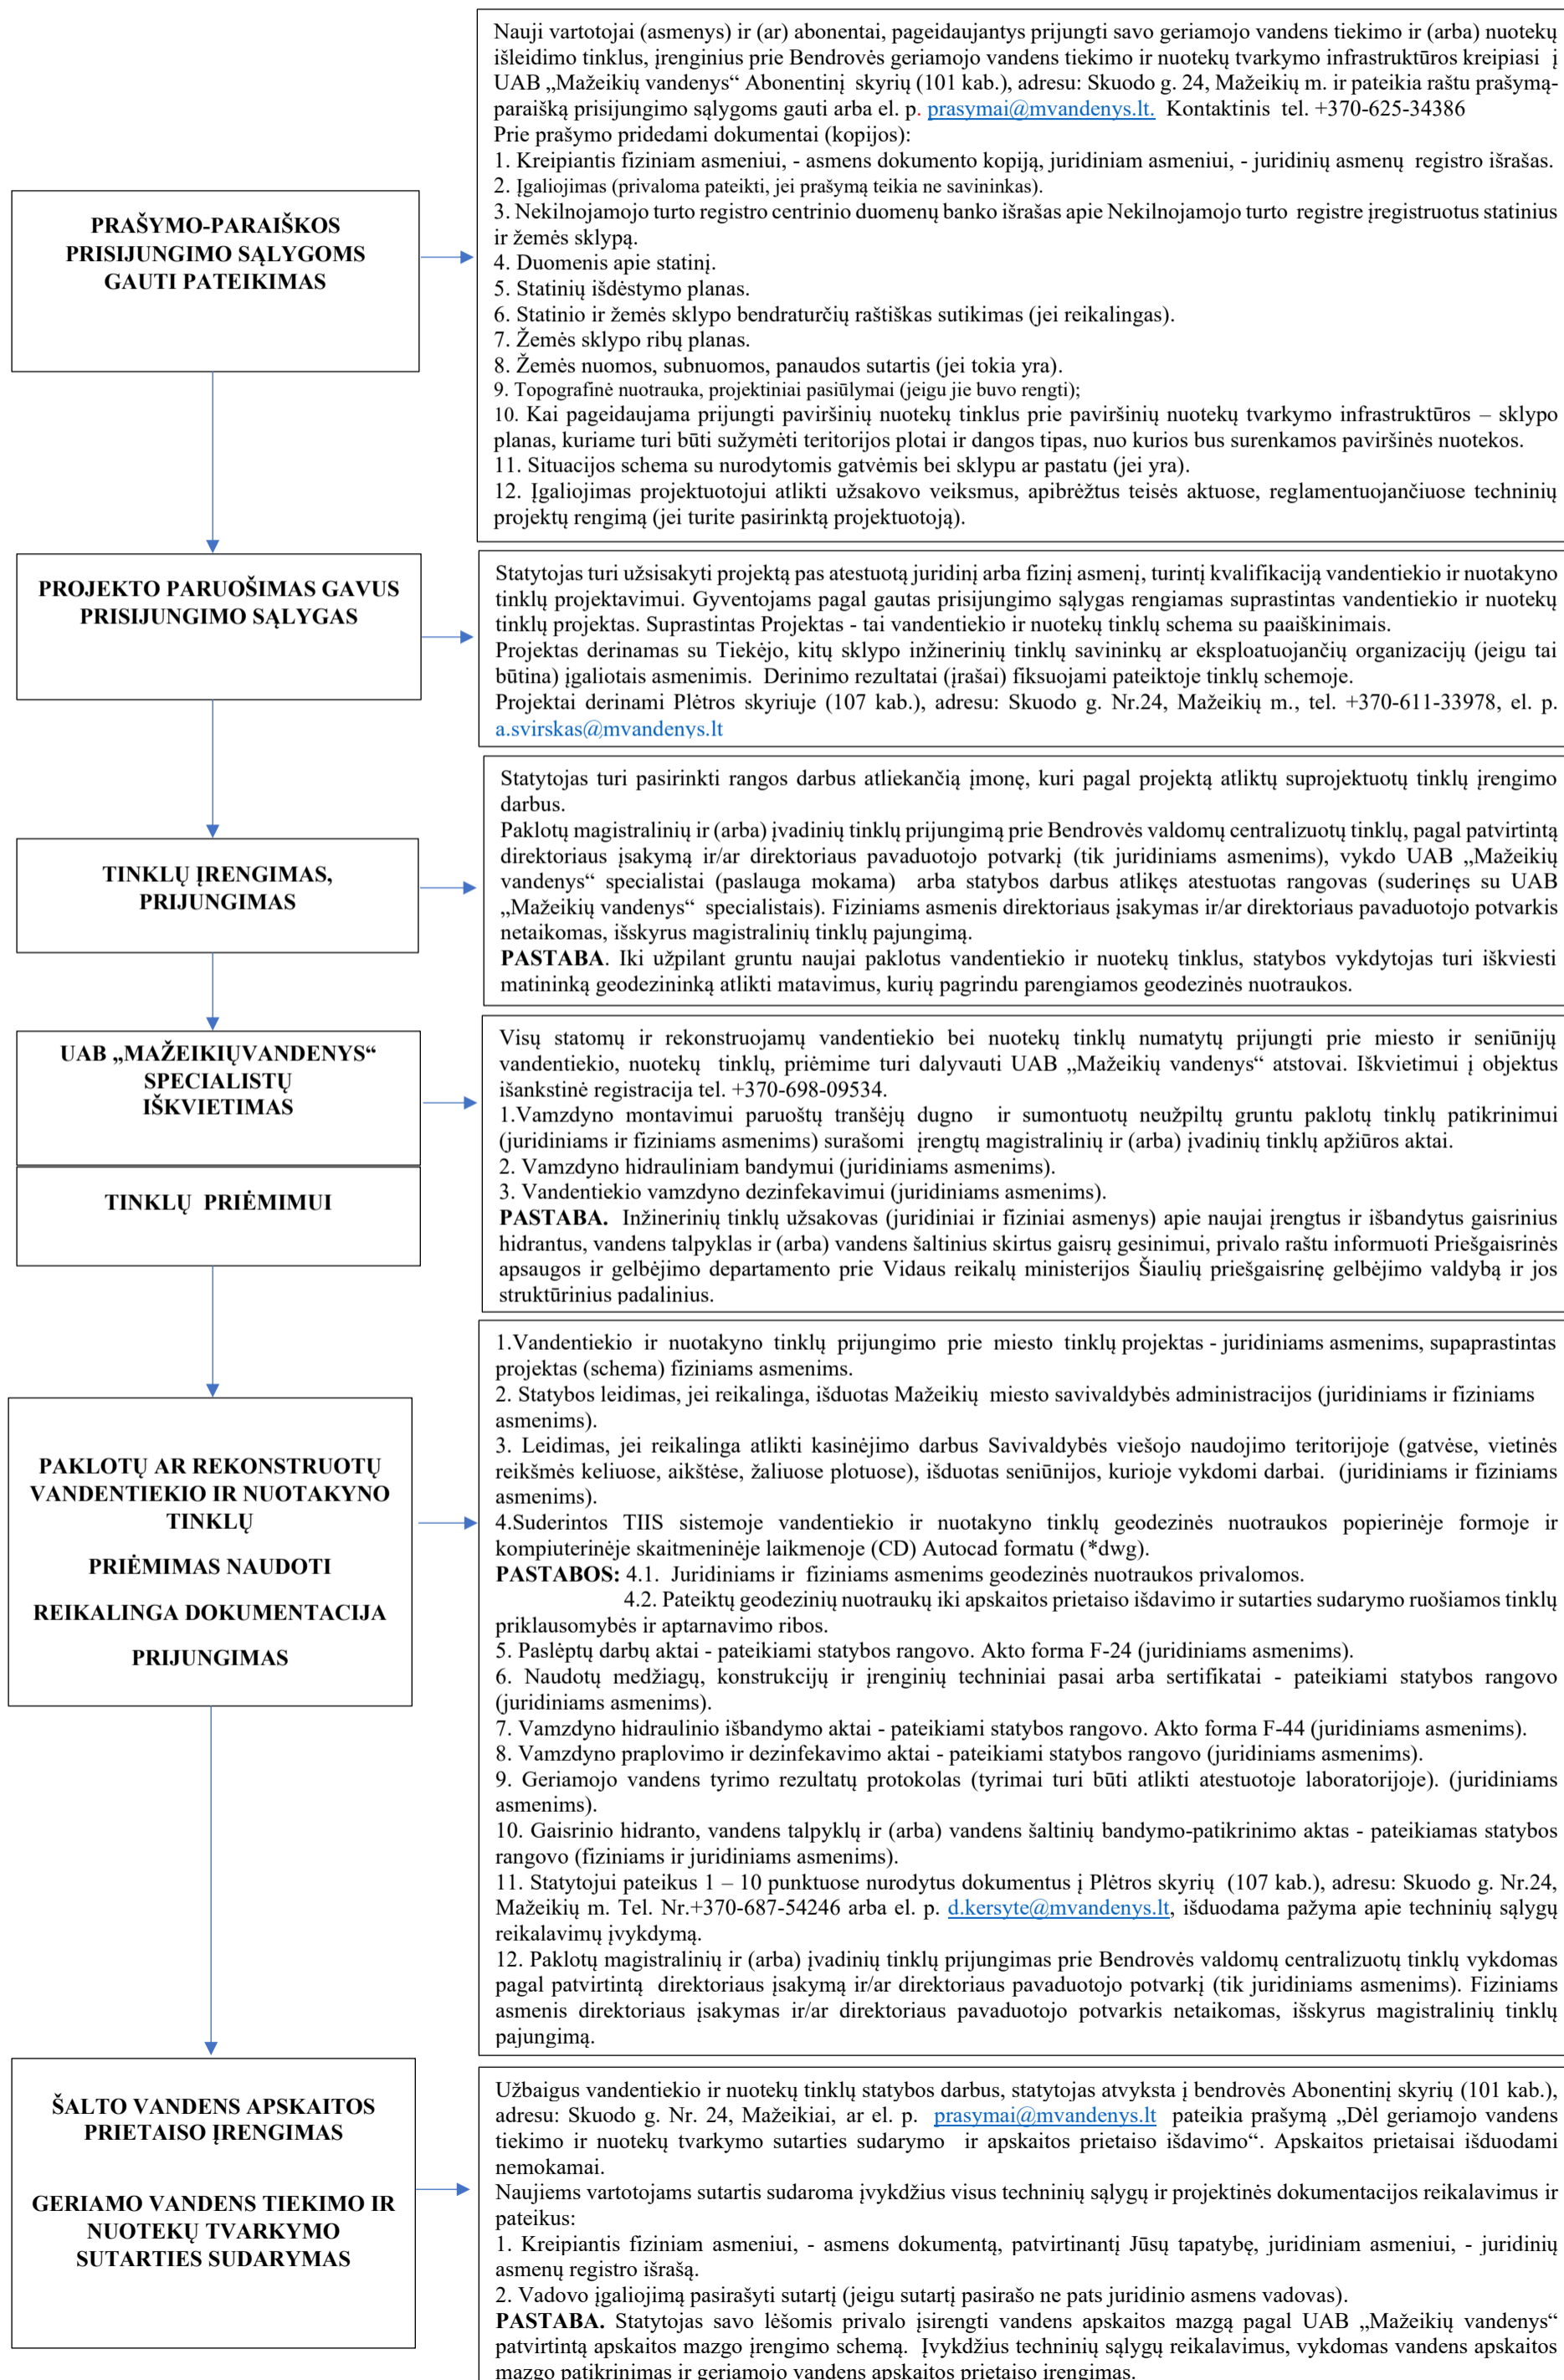 PRAŠYMO-PARAIŠKOS
PRISIJUNGIMO SĄLYGOMS
GAUTI PATEIKIMAS
Nauji vartotojai (asmenys) ir (ar) abonentai, pageidaujantys prijungti savo geriamojo vandens tiekimo ir (arba) nuotekų
išleidimo tinklus, įrenginius prie Bendrovės geriamojo vandens tiekimo ir nuotekų tvarkymo infrastruktūros kreipiasi į
UAB „Mažeikių vandenys“ Abonentinį skyrių (101 kab.), adresu: Skuodo g. 24, Mažeikių m. ir pateikia raštu prašymą-
paraišką prisijungimo sąlygoms gauti arba el. p. prasymai@mvandenys.lt. Kontaktinis tel. +370-625-34386
Prie prašymo pridedami dokumentai (kopijos):
1. Kreipiantis fiziniam asmeniui, - asmens dokumento kopiją, juridiniam asmeniui, - juridinių asmenų registro išrašas.
2. Įgaliojimas (privaloma pateikti, jei prašymą teikia ne savininkas).
3. Nekilnojamojo turto registro centrinio duomenų banko išrašas apie Nekilnojamojo turto registre įregistruotus statinius
ir žemės sklypą.
4. Duomenis apie statinį.
5. Statinių išdėstymo planas.
6. Statinio ir žemės sklypo bendraturčių raštiškas sutikimas (jei reikalingas).
7. Žemės sklypo ribų planas.
8. Žemės nuomos, subnuomos, panaudos sutartis (jei tokia yra).
9. Topografinė nuotrauka, projektiniai pasiūlymai (jeigu jie buvo rengti);
10. Kai pageidaujama prijungti paviršinių nuotekų tinklus prie paviršinių nuotekų tvarkymo infrastruktūros – sklypo
planas, kuriame turi būti sužymėti teritorijos plotai ir dangos tipas, nuo kurios bus surenkamos paviršinės nuotekos.
11. Situacijos schema su nurodytomis gatvėmis bei sklypu ar pastatu (jei yra).
12. Įgaliojimas projektuotojui atlikti užsakovo veiksmus, apibrėžtus teisės aktuose, reglamentuojančiuose techninių
projektų rengimą (jei turite pasirinktą projektuotoją).
PROJEKTO PARUOŠIMAS GAVUS
PRISIJUNGIMO SĄLYGAS
Statytojas turi užsisakyti projektą pas atestuotą juridinį arba fizinį asmenį, turintį kvalifikaciją vandentiekio ir nuotakyno
tinklų projektavimui. Gyventojams pagal gautas prisijungimo sąlygas rengiamas suprastintas vandentiekio ir nuotekų
tinklų projektas. Suprastintas Projektas - tai vandentiekio ir nuotekų tinklų schema su paaiškinimais.
Projektas derinamas su Tiekėjo, kitų sklypo inžinerinių tinklų savininkų ar eksploatuojančių organizacijų (jeigu tai
būtina) įgaliotais asmenimis. Derinimo rezultatai (įrašai) fiksuojami pateiktoje tinklų schemoje.
Projektai derinami Plėtros skyriuje (107 kab.), adresu: Skuodo g. Nr.24, Mažeikių m., tel. +370-611-33978, el. p.
a.svirskas@mvandenys.lt
TINKLŲ ĮRENGIMAS,
PRIJUNGIMAS
Statytojas turi pasirinkti rangos darbus atliekančią įmonę, kuri pagal projektą atliktų suprojektuotų tinklų įrengimo
darbus.
Paklotų magistralinių ir (arba) įvadinių tinklų prijungimą prie Bendrovės valdomų centralizuotų tinklų, pagal patvirtintą
direktoriaus įsakymą ir/ar direktoriaus pavaduotojo potvarkį (tik juridiniams asmenims), vykdo UAB „Mažeikių
vandenys“ specialistai (paslauga mokama) arba statybos darbus atlikęs atestuotas rangovas (suderinęs su UAB
„Mažeikių vandenys“ specialistais). Fiziniams asmenis direktoriaus įsakymas ir/ar direktoriaus pavaduotojo potvarkis
netaikomas, išskyrus magistralinių tinklų pajungimą.
PASTABA. Iki užpilant gruntu naujai paklotus vandentiekio ir nuotekų tinklus, statybos vykdytojas turi iškviesti
matininką geodezininką atlikti matavimus, kurių pagrindu parengiamos geodezinės nuotraukos.
UAB „MAŽEIKIŲVANDENYS“
SPECIALISTŲ
IŠKVIETIMAS
TINKLŲ PRIĖMIMUI
Visų statomų ir rekonstruojamų vandentiekio bei nuotekų tinklų numatytų prijungti prie miesto ir seniūnijų
vandentiekio, nuotekų tinklų, priėmime turi dalyvauti UAB „Mažeikių vandenys“ atstovai. Iškvietimui į objektus
išankstinė registracija tel. +370-698-09534.
1.Vamzdyno montavimui paruoštų tranšėjų dugno ir sumontuotų neužpiltų gruntu paklotų tinklų patikrinimui
(juridiniams ir fiziniams asmenims) surašomi įrengtų magistralinių ir (arba) įvadinių tinklų apžiūros aktai.
2. Vamzdyno hidrauliniam bandymui (juridiniams asmenims).
3. Vandentiekio vamzdyno dezinfekavimui (juridiniams asmenims).
PASTABA. Inžinerinių tinklų užsakovas (juridiniai ir fiziniai asmenys) apie naujai įrengtus ir išbandytus gaisrinius
hidrantus, vandens talpyklas ir (arba) vandens šaltinius skirtus gaisrų gesinimui, privalo raštu informuoti Priešgaisrinės
apsaugos ir gelbėjimo departamento prie Vidaus reikalų ministerijos Šiaulių priešgaisrinę gelbėjimo valdybą ir jos
struktūrinius padalinius.
PAKLOTŲ AR REKONSTRUOTŲ
VANDENTIEKIO IR NUOTAKYNO
TINKLŲ
PRIĖMIMAS NAUDOTI
REIKALINGA DOKUMENTACIJA
PRIJUNGIMAS
1.Vandentiekio ir nuotakyno tinklų prijungimo prie miesto tinklų projektas - juridiniams asmenims, supaprastintas
projektas (schema) fiziniams asmenims.
2. Statybos leidimas, jei reikalinga, išduotas Mažeikių miesto savivaldybės administracijos (juridiniams ir fiziniams
asmenims).
3. Leidimas, jei reikalinga atlikti kasinėjimo darbus Savivaldybės viešojo naudojimo teritorijoje (gatvėse, vietinės
reikšmės keliuose, aikštėse, žaliuose plotuose), išduotas seniūnijos, kurioje vykdomi darbai. (juridiniams ir fiziniams
asmenims).
4.Suderintos TIIS sistemoje vandentiekio ir nuotakyno tinklų geodezinės nuotraukos popierinėje formoje ir
kompiuterinėje skaitmeninėje laikmenoje (CD) Autocad formatu (*dwg).
PASTABOS: 4.1. Juridiniams ir fiziniams asmenims geodezinės nuotraukos privalomos.
4.2. Pateiktų geodezinių nuotraukų iki apskaitos prietaiso išdavimo ir sutarties sudarymo ruošiamos tinklų
priklausomybės ir aptarnavimo ribos.
5. Paslėptų darbų aktai - pateikiami statybos rangovo. Akto forma F-24 (juridiniams asmenims).
6. Naudotų medžiagų, konstrukcijų ir įrenginių techniniai pasai arba sertifikatai - pateikiami statybos rangovo
(juridiniams asmenims).
7. Vamzdyno hidraulinio išbandymo aktai - pateikiami statybos rangovo. Akto forma F-44 (juridiniams asmenims).
8. Vamzdyno praplovimo ir dezinfekavimo aktai - pateikiami statybos rangovo (juridiniams asmenims).
9. Geriamojo vandens tyrimo rezultatų protokolas (tyrimai turi būti atlikti atestuotoje laboratorijoje). (juridiniams
asmenims).
10. Gaisrinio hidranto, vandens talpyklų ir (arba) vandens šaltinių bandymo-patikrinimo aktas - pateikiamas statybos
rangovo (fiziniams ir juridiniams asmenims).
11. Statytojui pateikus 1 – 10 punktuose nurodytus dokumentus į Plėtros skyrių (107 kab.), adresu: Skuodo g. Nr.24,
Mažeikių m. Tel. Nr.+370-687-54246 arba el. p. d.kersyte@mvandenys.lt, išduodama pažyma apie techninių sąlygų
reikalavimų įvykdymą.
12. Paklotų magistralinių ir (arba) įvadinių tinklų prijungimas prie Bendrovės valdomų centralizuotų tinklų vykdomas
pagal patvirtintą direktoriaus įsakymą ir/ar direktoriaus pavaduotojo potvarkį (tik juridiniams asmenims). Fiziniams
asmenis direktoriaus įsakymas ir/ar direktoriaus pavaduotojo potvarkis netaikomas, išskyrus magistralinių tinklų
pajungimą.
ŠALTO VANDENS APSKAITOS
PRIETAISO ĮRENGIMAS
GERIAMO VANDENS TIEKIMO IR
NUOTEKŲ TVARKYMO
SUTARTIES SUDARYMAS
Užbaigus vandentiekio ir nuotekų tinklų statybos darbus, statytojas atvyksta į bendrovės Abonentinį skyrių (101 kab.),
adresu: Skuodo g. Nr. 24, Mažeikiai, ar el. p. prasymai@mvandenys.lt pateikia prašymą „Dėl geriamojo vandens
tiekimo ir nuotekų tvarkymo sutarties sudarymo ir apskaitos prietaiso išdavimo“. Apskaitos prietaisai išduodami
nemokamai.
Naujiems vartotojams sutartis sudaroma įvykdžius visus techninių sąlygų ir projektinės dokumentacijos reikalavimus ir
pateikus:
1. Kreipiantis fiziniam asmeniui, - asmens dokumentą, patvirtinantį Jūsų tapatybę, juridiniam asmeniui, - juridinių
asmenų registro išrašą.
2. Vadovo įgaliojimą pasirašyti sutartį (jeigu sutartį pasirašo ne pats juridinio asmens vadovas).
PASTABA. Statytojas savo lėšomis privalo įsirengti vandens apskaitos mazgą pagal UAB „Mažeikių vandenys“
patvirtintą apskaitos mazgo įrengimo schemą. Įvykdžius techninių sąlygų reikalavimus, vykdomas vandens apskaitos
mazgo patikrinimas ir geriamojo vandens apskaitos prietaiso įrengimas.